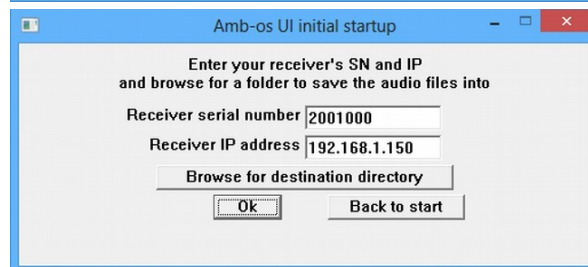 Amb-os UI initial startup
Enter your receiver's SN and IP
and browse for a folder to save the audio files into
Receiver serial number 2001000
Receiver IP address 192.168.1.150
Browse for destination directory
Ok Back to start